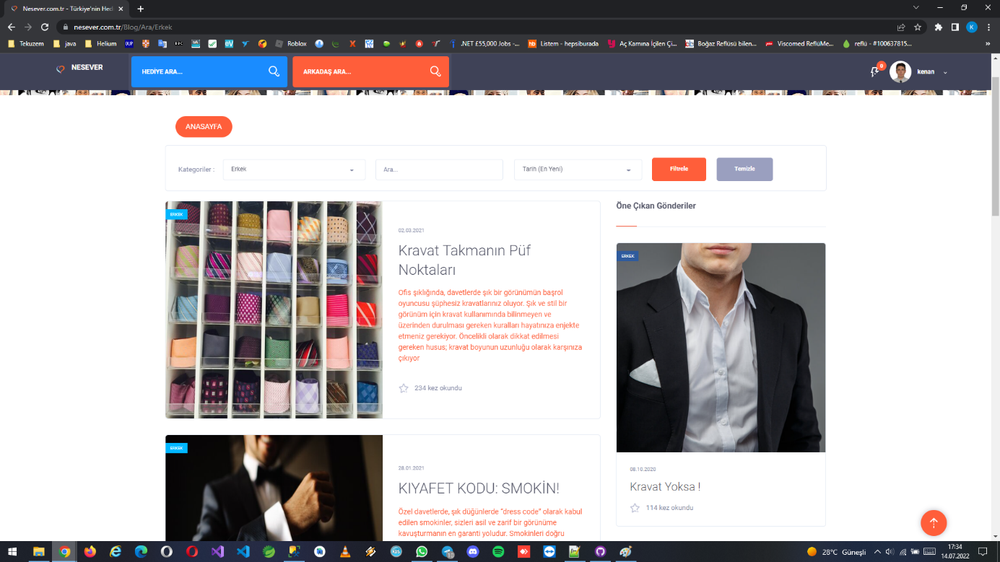 Nesever.com.tr - Türkiye'nin Hed
nesever.com.tr/Blog/Ara/Erkek
K
Tekuzem
java
Helium
Roblox
.NET £55,000 Jobs -...
Listem - hepsiburada
Aç Karnına İçilen Çi...
Boğaz Reflüsü bilen...
Viscomed RefluMe...
reflü - #100637815...
NESEVER
HEDİYE ARA...
ARKADAŞ ARA...
0
kenan
ANASAYFA
Kategoriler :
Erkek
Ara...
Tarih (En Yeni)
Filtrele
Temizle
ERKEK
02.03.2021
Kravat Takmanın Püf
Noktaları
Ofis şıklığında, davetlerde şık bir görünümün başrol
oyuncusu şüphesiz kravatlarınız oluyor. Şık ve stil bir
görünüm için kravat kullanımında bilinmeyen ve
üzerinden durulması gereken kuralları hayatınıza enjekte
etmeniz gerekiyor. Öncelikli olarak dikkat edilmesi
gereken husus; kravat boyunun uzunluğu olarak karşınıza
çıkıyor
234 kez okundu
ERKEK
28.01.2021
KIYAFET KODU: SMOKİN!
Özel davetlerde, şık düğünlerde “dress code” olarak kabul
edilen smokinler, sizleri asil ve zarif bir görünüme
kavuşturmanın en garanti yoludur. Smokinleri doğru
Öne Çıkan Gönderiler
ERKEK
08.10.2020
Kravat Yoksa !
114 kez okundu
28°C Güneşli
17:34
14.07.2022